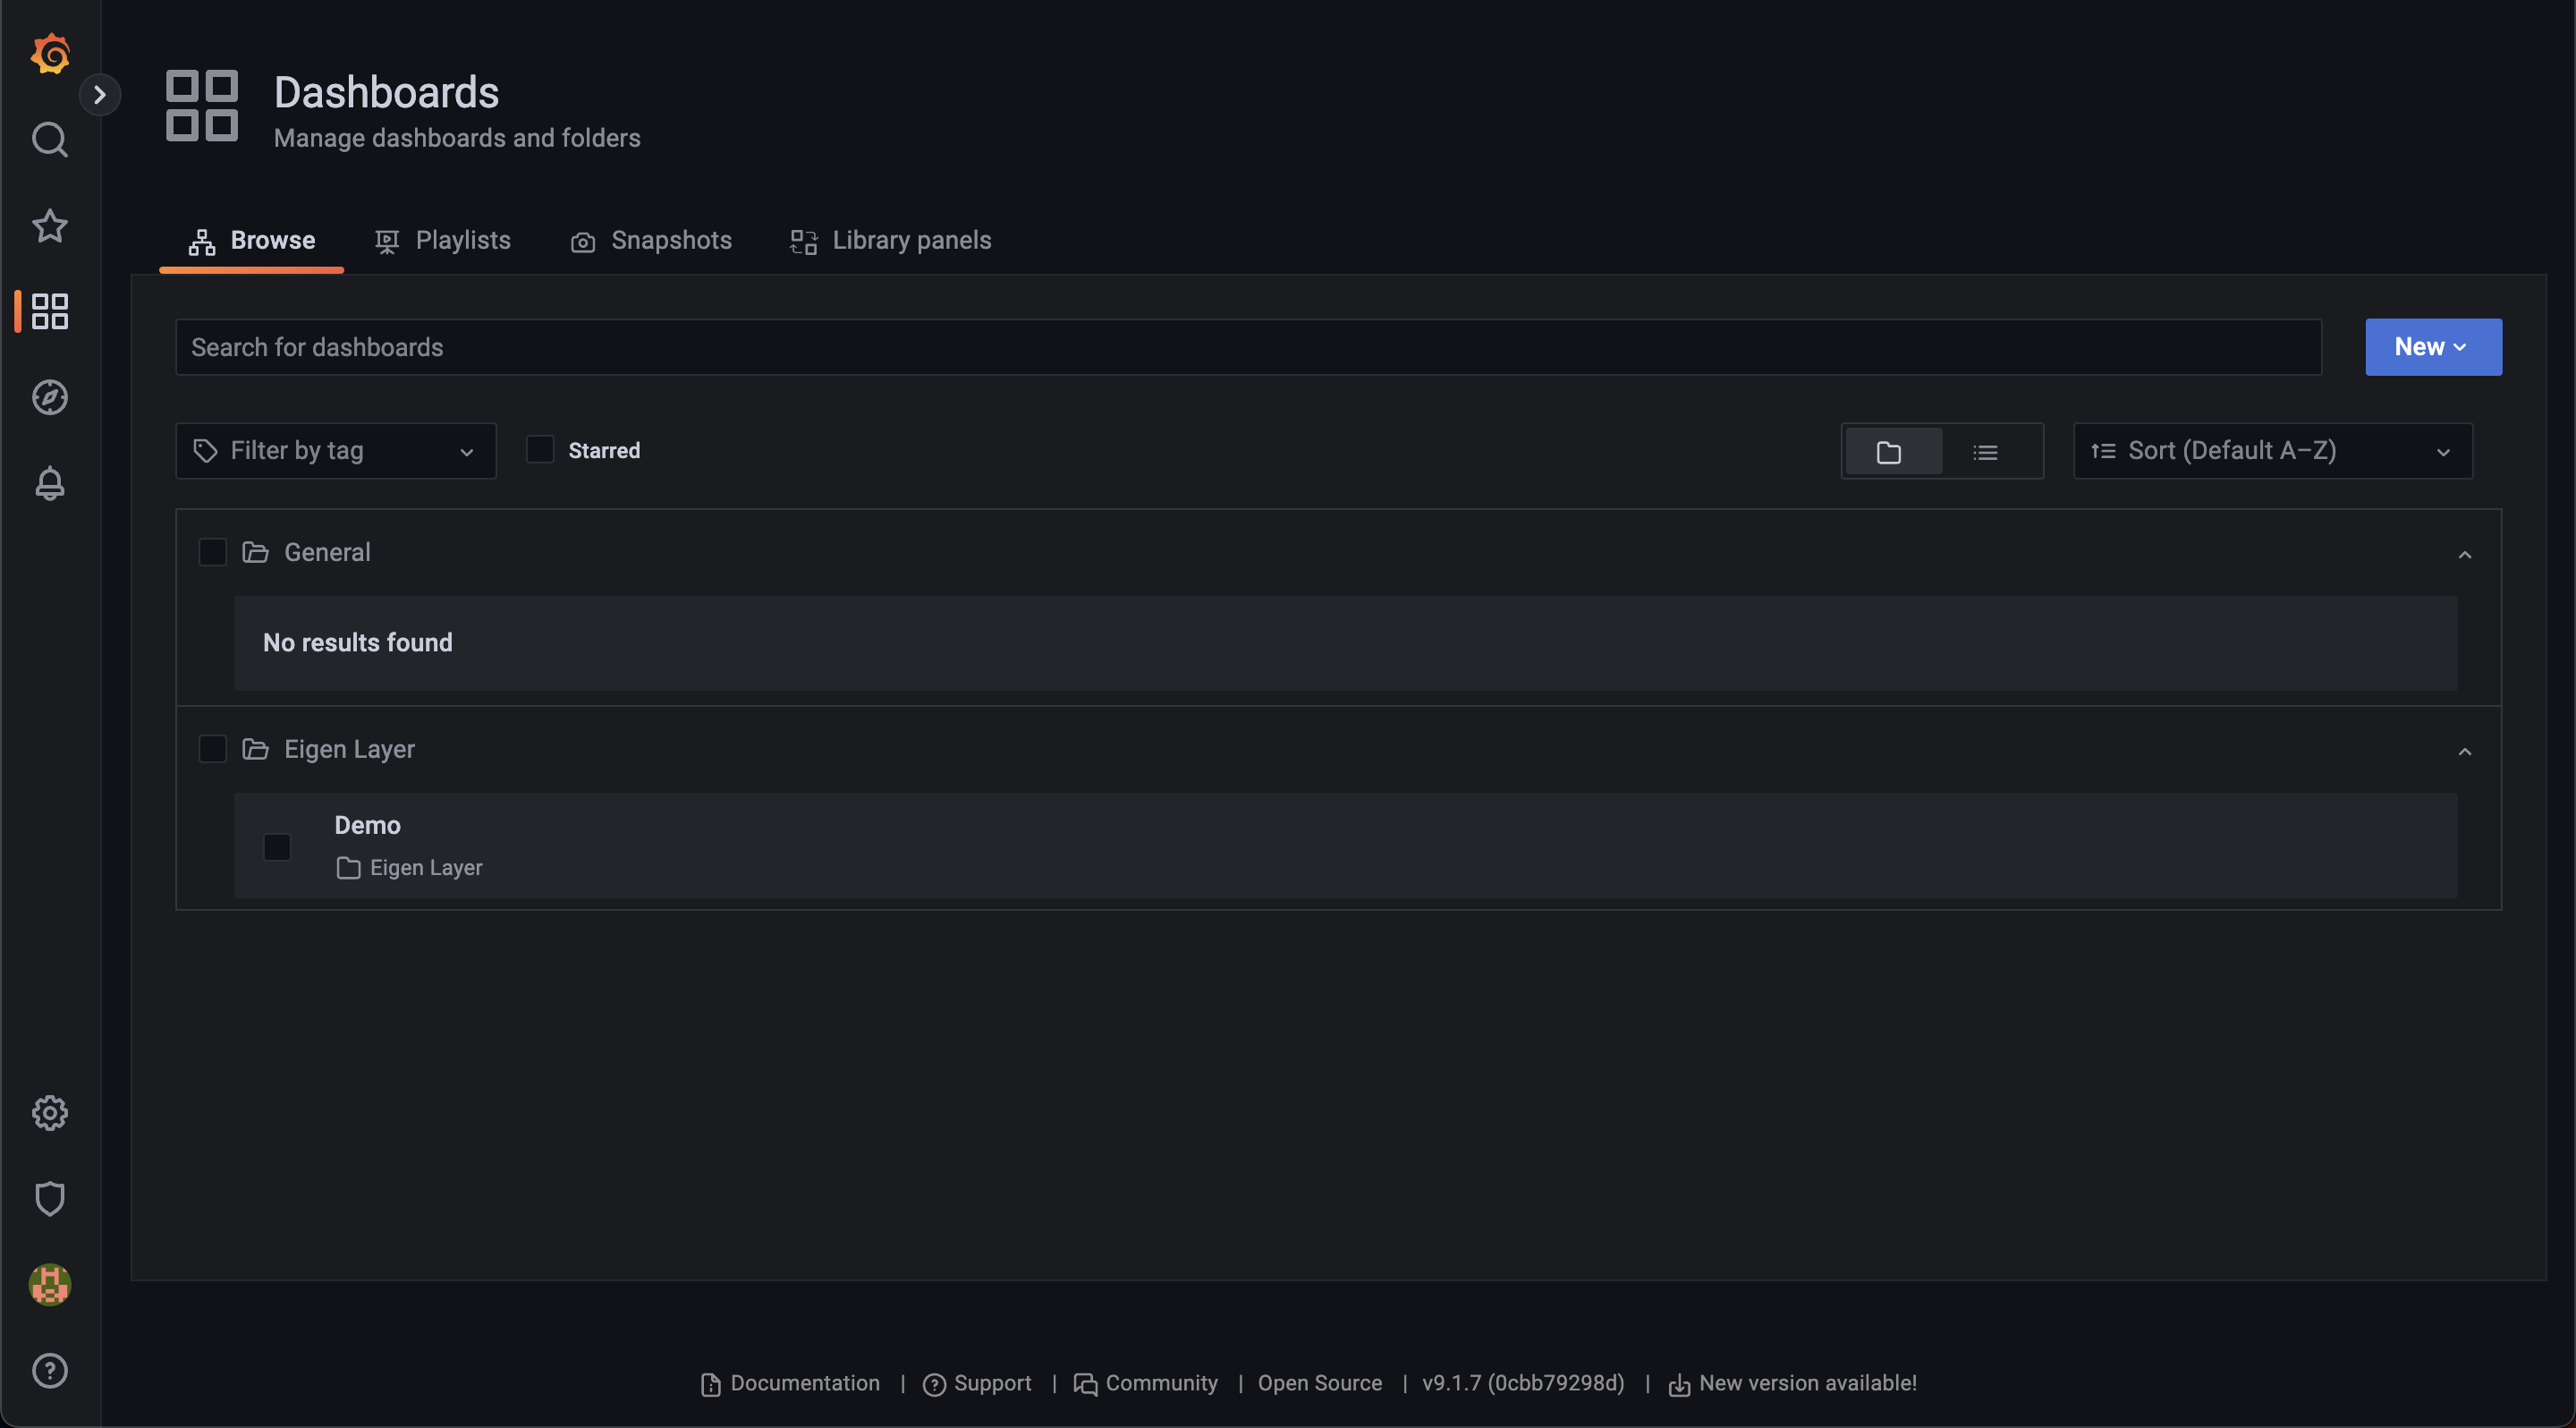 Dashboards
Manage dashboards and folders
Browse Playlists Snapshots Library panels
Search for dashboards New
Filter by tag Starred Sort (Default A–Z)
General
No results found
Eigen Layer
Demo
Eigen Layer
Documentation | Support | Community | Open Source | v9.1.7 (0cbb79298d) | New version available!